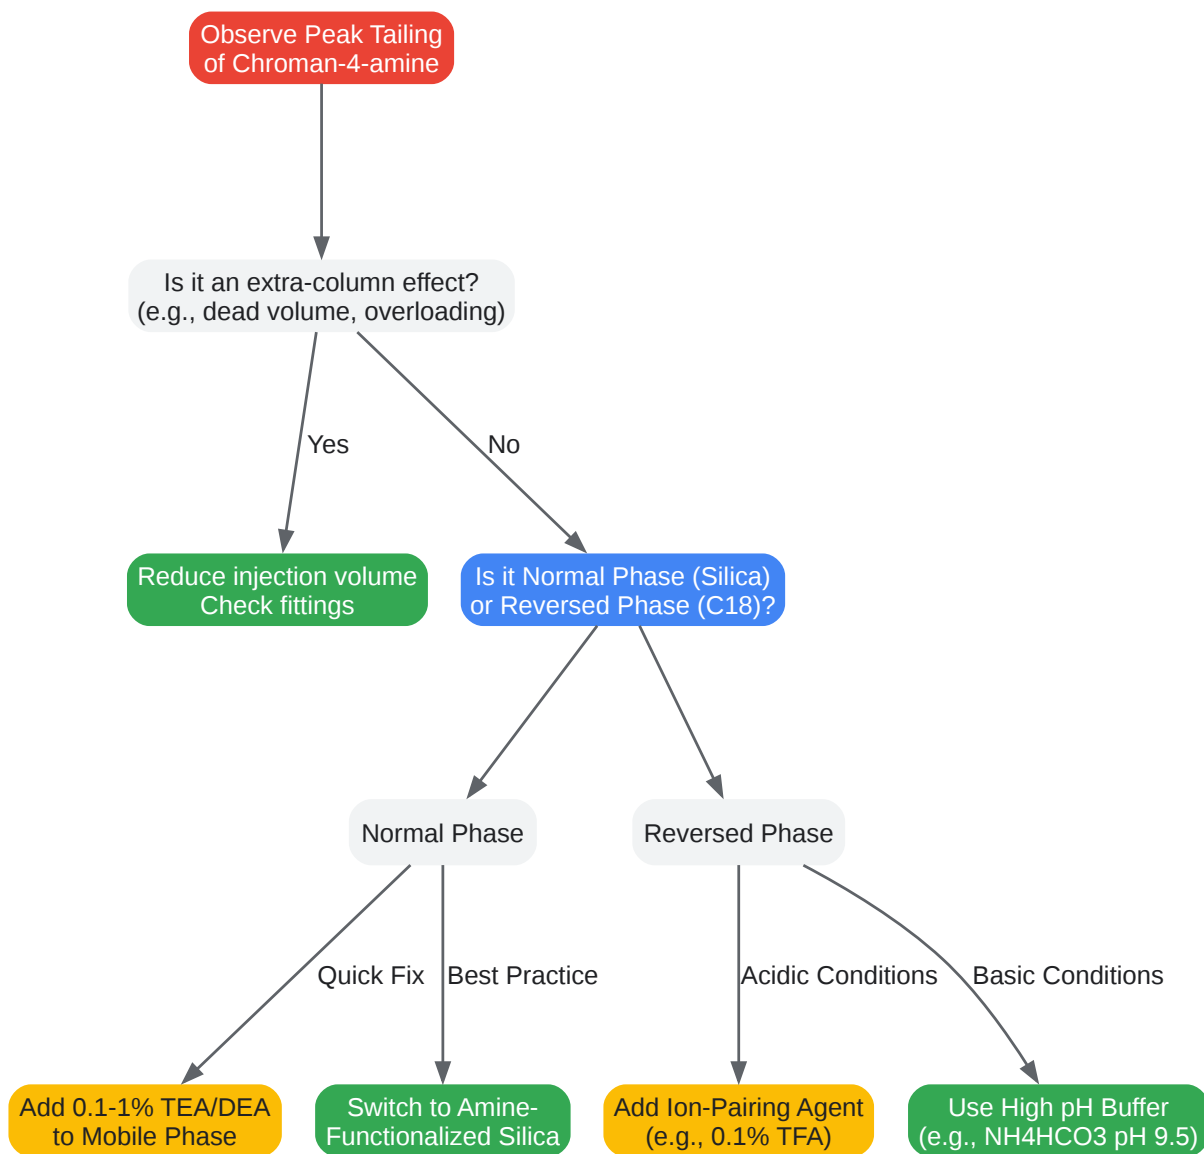 Observe Peak Tailing
of Chroman-4-amine
Is it an extra-column effect?
(e.g., dead volume, overloading)
Yes
No
Reduce injection volume
Check fittings
Is it Normal Phase (Silica)
or Reversed Phase (C18)?
Normal Phase
Reversed Phase
Quick Fix
Best Practice
Acidic Conditions
Basic Conditions
Add 0.1-1% TEA/DEA
to Mobile Phase
Switch to Amine-
Functionalized Silica
Add Ion-Pairing Agent
(e.g., 0.1% TFA)
Use High pH Buffer
(e.g., NH4HCO3 pH 9.5)